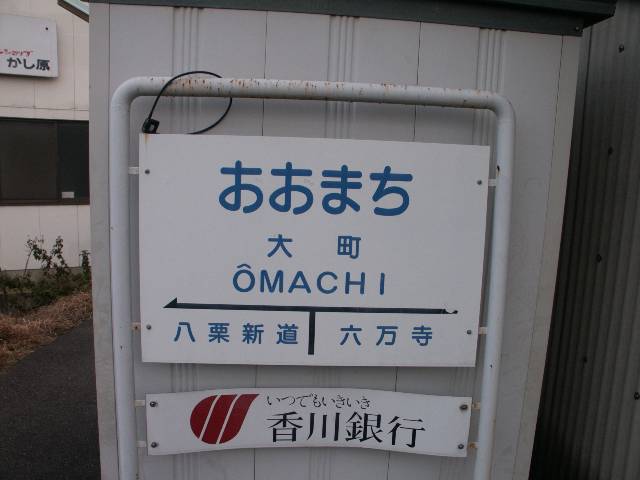 かし原
おおまち
大町
ÔMACHI
八栗新道 六万寺
いつでもいきいき
香川銀行